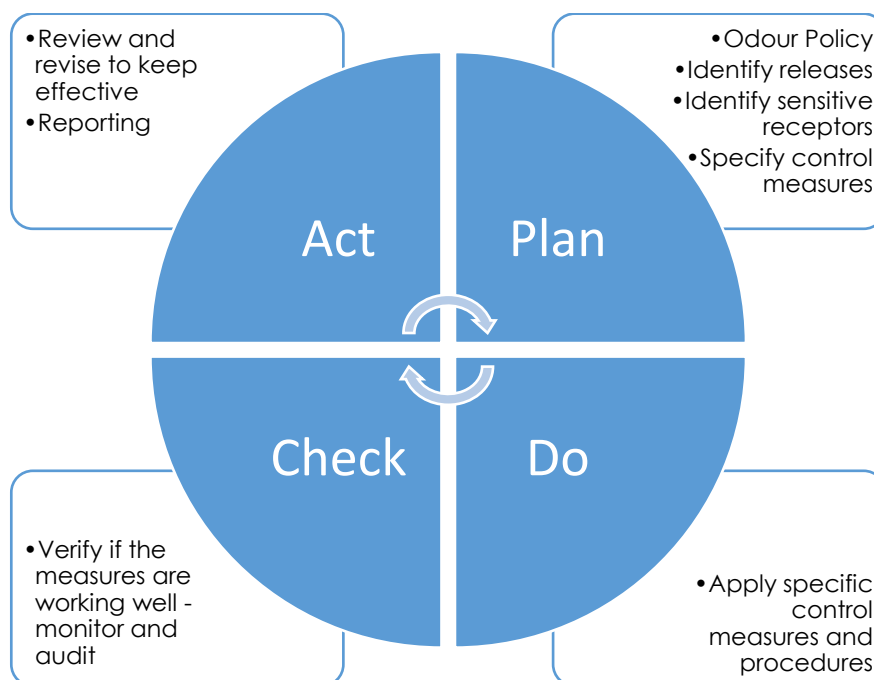 •Review and
revise to keep
effective
•Reporting
•Odour Policy
•Identify releases
•Identify sensitive
receptors
•Specify control
measures
Act
Plan
Check
Do
•Verify if the
measures are
working well -
monitor and
audit
•Apply specific
control
measures and
procedures